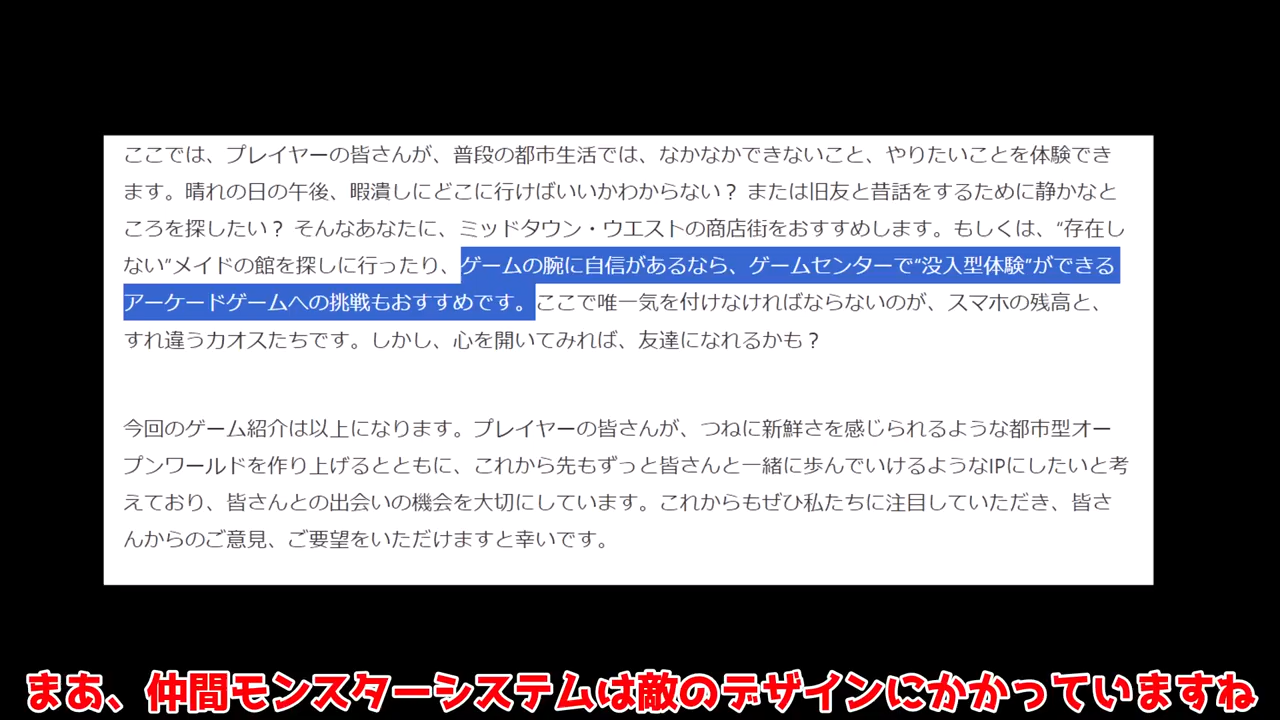 ここでは、プレイヤーの皆さんが、普段の都市生活では、なかなかできないこと、やりたいことを体験でき
ます。晴れの日の午後、暇潰しにどこに行けばいいかわからない？ または旧友と昔話をするために静かなと
ころを探したい？ そんなあなたに、ミッドタウン・ウエストの商店街をおすすめします。もしくは、“存在し
ない”メイドの館を探しに行ったり、ゲームの腕に自信があるなら、ゲームセンターで“没入型体験”ができる
アーケードゲームへの挑戦もおすすめです。ここで唯一気を付けなければならないのが、スマホの残高と、
すれ違うカオスたちです。しかし、心を開いてみれば、友達になれるかも？
今回のゲーム紹介は以上になります。プレイヤーの皆さんが、つねに新鮮さを感じられるような都市型オー
プンワールドを作り上げるとともに、これから先もずっと皆さんと一緒に歩んでいけるようなIPにしたいと考
えており、皆さんとの出会いの機会を大切にしています。これからもぜひ私たちに注目していただき、皆さ
んからのご意見、ご要望をいただけますと幸いです。
まあ、仲間モンスターシステムは敵のデザインにかかっていますね